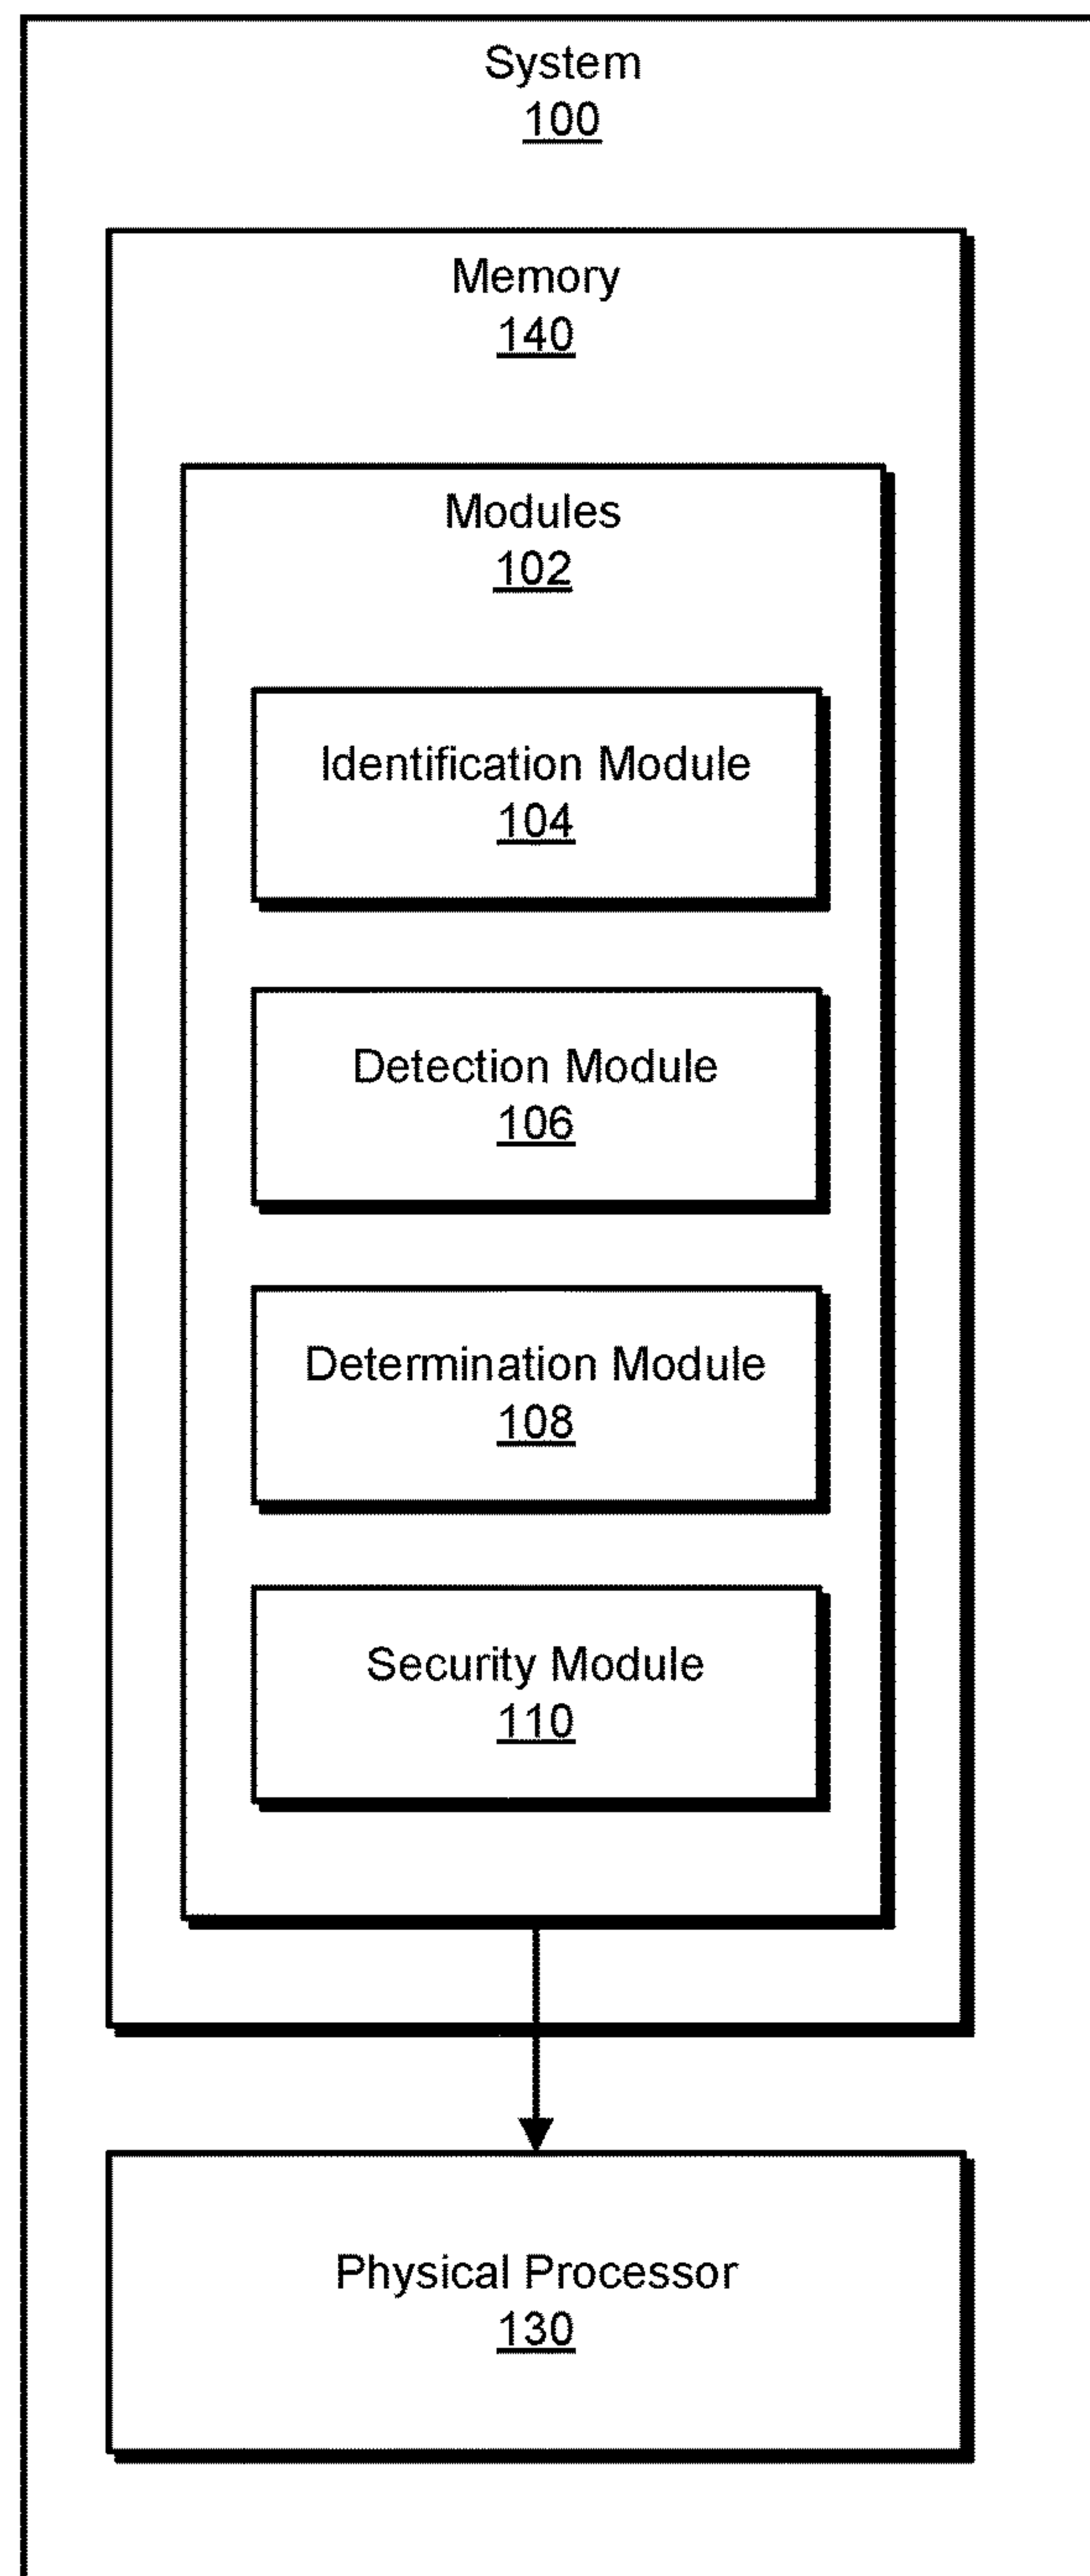 System
100
Memory
140
Modules
102
Identification Module
104
Detection Module
106
Determination Module
108
Security Module
110
Physical Processor
130